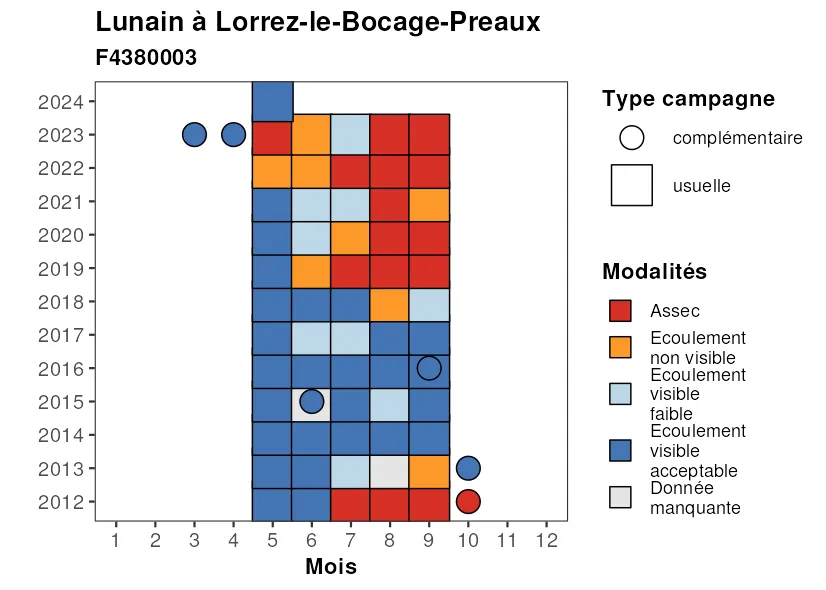 Lunain à Lorrez-le-Bocage-Preaux
F4380003
2024
2023
2022
2021
2020
2019
2018
2017
2016
2015
2014
2013
2012
1 2 3 4 5 6 7 8 9 10 11 12
Mois
Type campagne
complémentaire
usuelle
Modalités
Assec
Ecoulement
non visible
Ecoulement
visible
faible
Ecoulement
visible
acceptable
Donnée
manquante